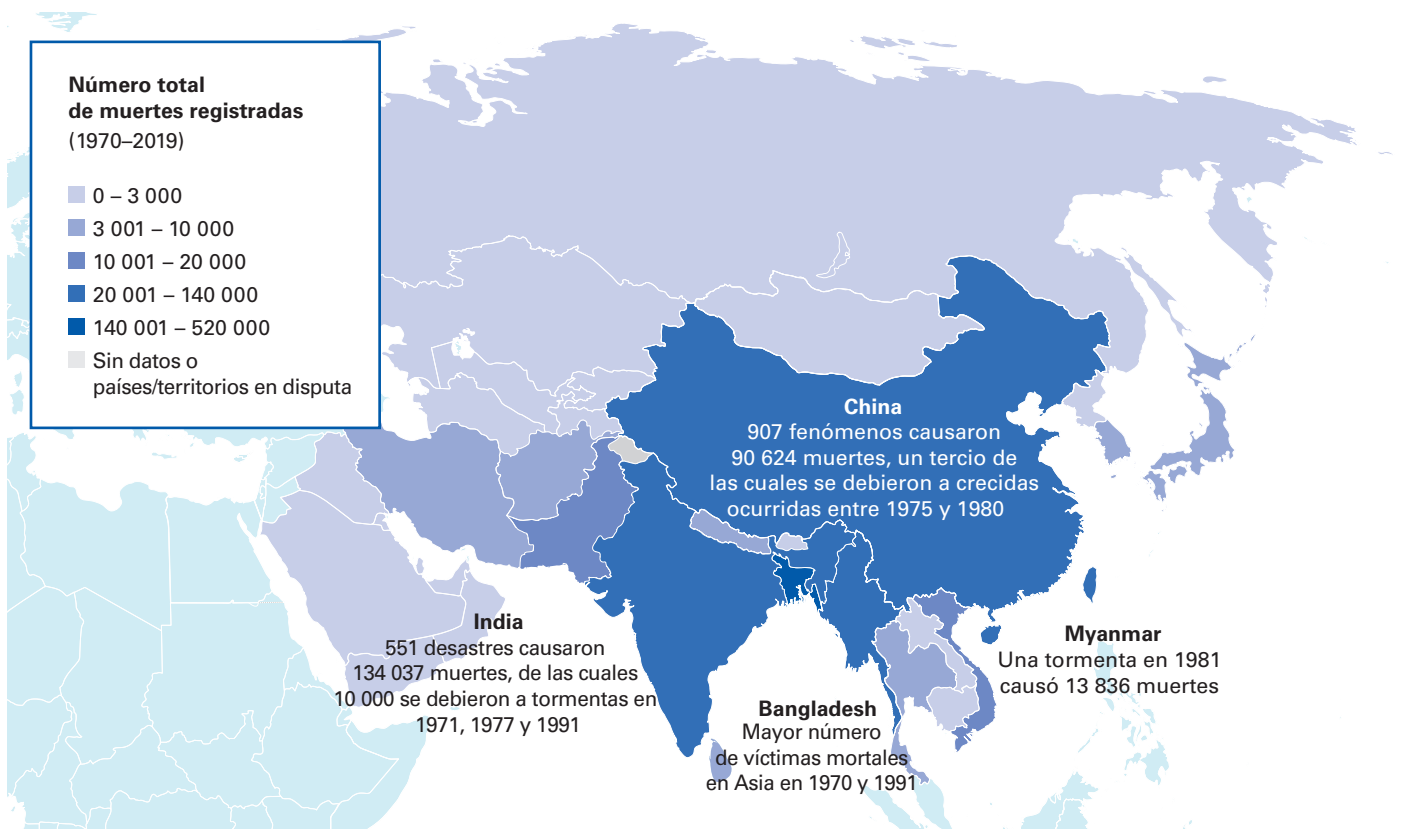 Número total
de muertes registradas
(1970–2019)
0 – 3 000
3 001 – 10 000
10 001 – 20 000
20 001 – 140 000
140 001 – 520 000
Sin datos o
países/territorios en disputa
China
907 fenómenos causaron
90 624 muertes, un tercio de
las cuales se debieron a crecidas
ocurridas entre 1975 y 1980
India
551 desastres causaron
134 037 muertes, de las cuales
10 000 se debieron a tormentas en
1971, 1977 y 1991
Myanmar
Una tormenta en 1981
causó 13 836 muertes
Bangladesh
Mayor número
de víctimas mortales
en Asia en 1970 y 1991